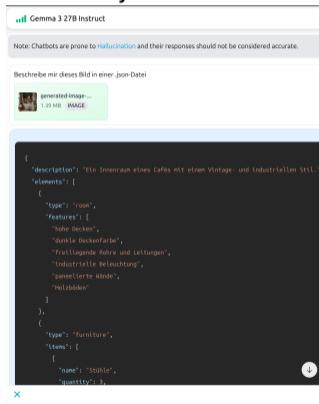 Gemma 3 27B Instruct
Note: Chatbots are prone to Hallucination and their responses should not be considered accurate.
Beschreibe mir dieses Bild in einer .json-Datei
generated-image-...
1.39 MB IMAGE
{
"description": "Ein Innenraum eines Cafés mit einem Vintage- und industriellen Stil."
"elements": [
{
"type": "room",
"features": [
"hohe Decken",
"dunkle Deckenfarbe",
"freiliegende Rohre und Leitungen",
"industrielle Beleuchtung",
"paneelierte Wände",
"Holzböden"
]
},
{
"type": "furniture",
"items": [
{
"name": "Stühle",
"quantity": 3,